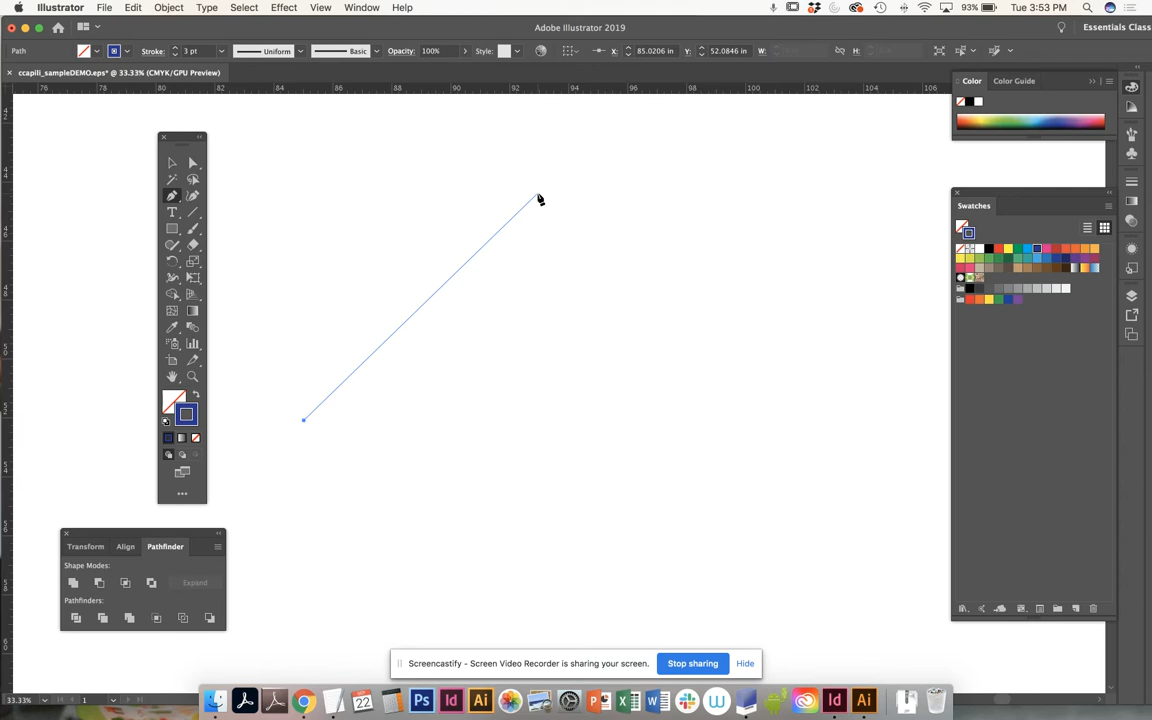 Illustrator File Edit Object Type Select Effect View Window Help 93% Tue 3:53 PM
Adobe Illustrator 2019 Essentials Class
Path Stroke: 3 pt Uniform Basic Opacity: 100% Style: X: 85.0206 in Y: 52.0846 in W: H:
ccapili_sampleDEMO.eps* @ 33.33% (CMYK/GPU Preview)
76 78 80 82 84 86 88 90 92 94 96 98 100 102 104 106
Color Color Guide
Swatches
Transform Align Pathfinder
Shape Modes:
Expand
Pathfinders:
Screencastify - Screen Video Recorder is sharing your screen. Stop sharing Hide
33.33% 1